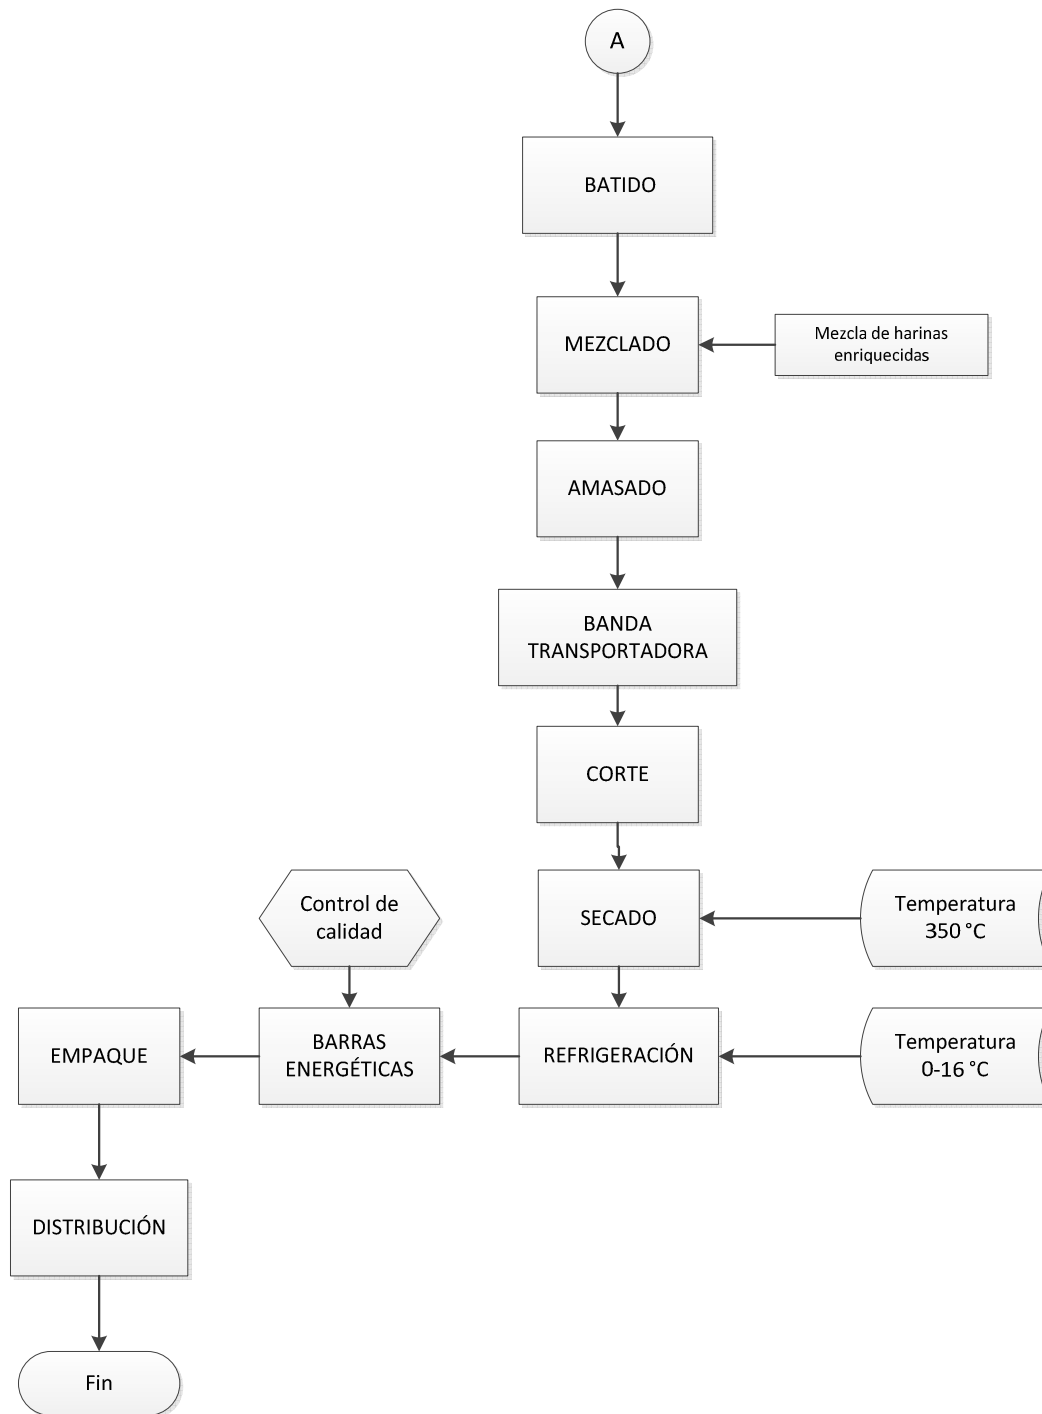 A
BATIDO
MEZCLADO
Mezcla de harinas
enriquecidas
AMASADO
BANDA
TRANSPORTADORA
CORTE
Control de
calidad
SECADO
Temperatura
350 °C
EMPAQUE
BARRAS
ENERGÉTICAS
REFRIGERACIÓN
Temperatura
0-16 °C
DISTRIBUCIÓN
Fin